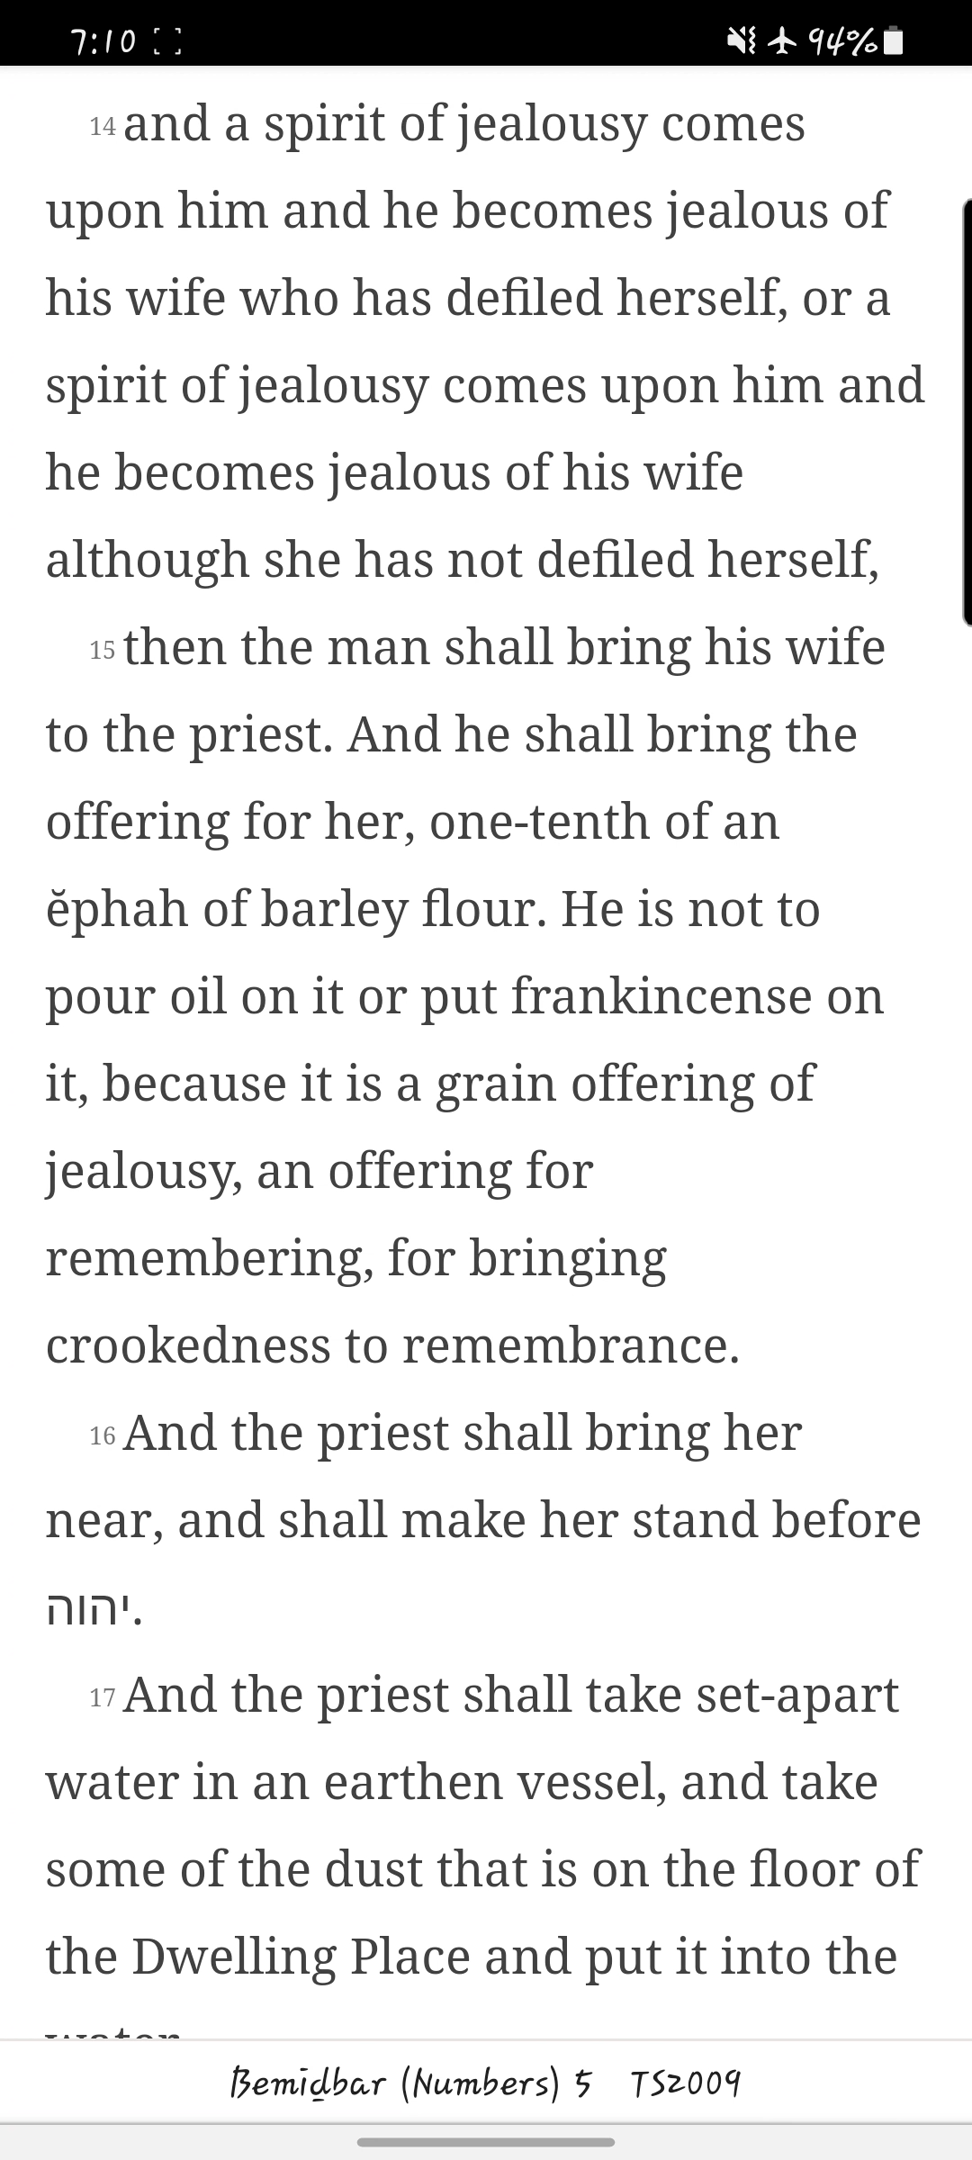 7:10 94%
14 and a spirit of jealousy comes
upon him and he becomes jealous of
his wife who has defiled herself, or a
spirit of jealousy comes upon him and
he becomes jealous of his wife
although she has not defiled herself,
15 then the man shall bring his wife
to the priest. And he shall bring the
offering for her, one-tenth of an
ĕphah of barley flour. He is not to
pour oil on it or put frankincense on
it, because it is a grain offering of
jealousy, an offering for
remembering, for bringing
crookedness to remembrance.
16 And the priest shall bring her
near, and shall make her stand before
יהוה.
17 And the priest shall take set-apart
water in an earthen vessel, and take
some of the dust that is on the floor of
the Dwelling Place and put it into the
Bemiḏbar (Numbers) 5 TS2009